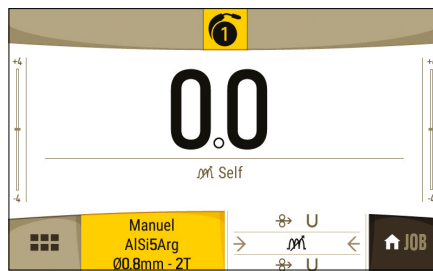 1
+4
+4
0.0
Self
-4
-4
U
Manuel
AlSi5Arg
Ø0.8mm - 2T
JOB
U